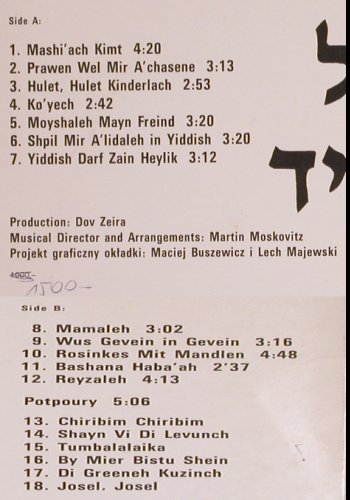 Side A:
1. Mashi'ach Kimt 4:20
2. Prawen Wel Mir A'chasene 3:13
3. Hulet, Hulet Kinderlach 2:53
4. Ko'yech 2:42
5. Moyshaleh Mayn Freind 3:20
6. Shpil Mir A'lidaleh in Yiddish 3:20
7. Yiddish Darf Zain Heylik 3:12
Production: Dov Zeira
Musical Director and Arrangements: Martin Moskovitz
Projekt graficzny okładki: Maciej Buszewicz i Lech Majewski
1500-
Side B:
8. Mamaleh 3:02
9. Wus Gevein in Gevein 3:16
10. Rosinkes Mit Mandlen 4:48
11. Bashana Haba'ah 2'37
12. Reyzaleh 4:13
Potpoury 5:06
13. Chiribim Chiribim
14. Shayn Vi Di Levunch
15. Tumbalalaika
16. By Mier Bistu Shein
17. Di Greeneh Kuzinch
18. Josel. Josel